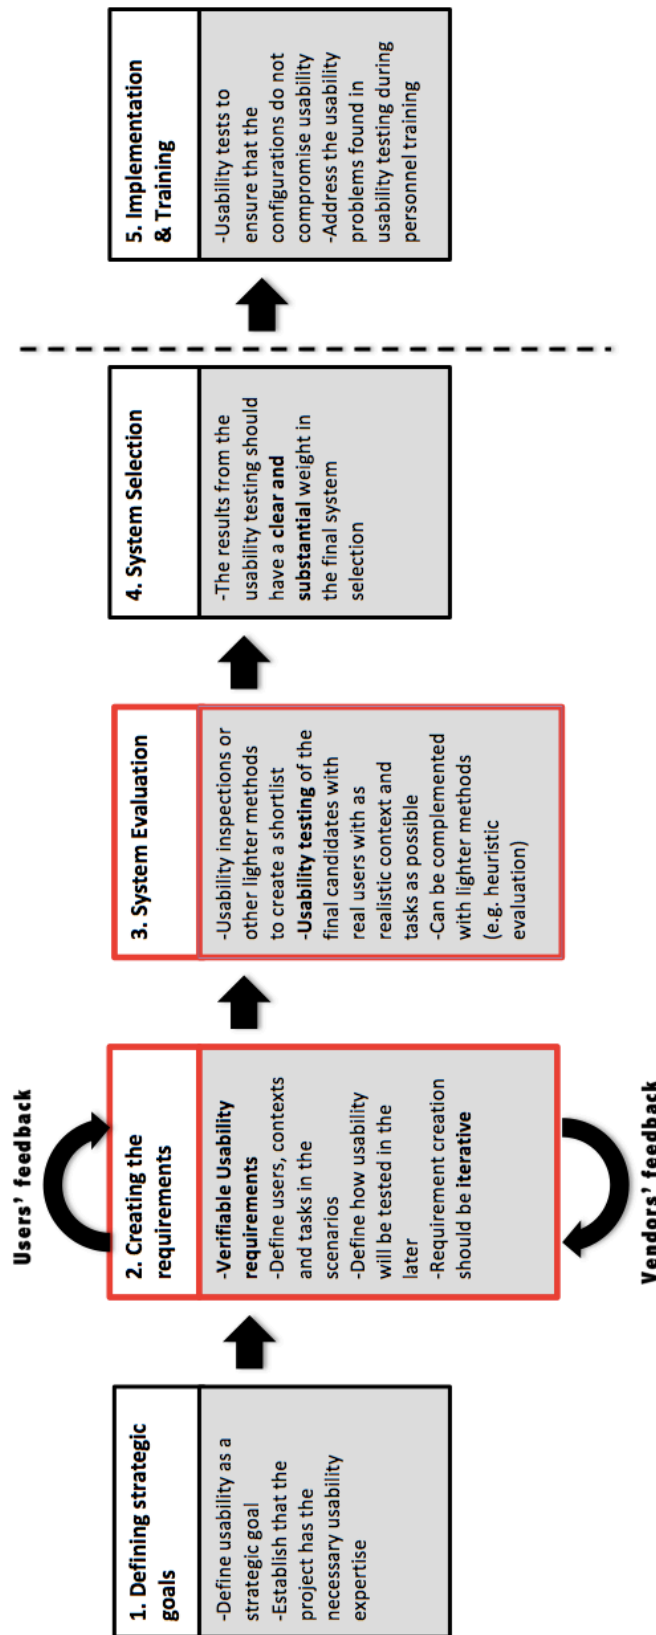 Users' feedback
1. Defining strategic
goals
-Define usability as a
strategic goal
-Establish that the
project has the
necessary usability
expertise
2. Creating the
requirements
-Verifiable Usability
requirements
-Define users, contexts
and tasks in the
scenarios
-Define how usability
will be tested in the
later
-Requirement creation
should be iterative
3. System Evaluation
-Usability inspections or
other lighter methods
to create a shortlist
-Usability testing of the
final candidates with
real users with as
realistic context and
tasks as possible
-Can be complemented
with lighter methods
(e.g. heuristic
evaluation)
4. System Selection
-The results from the
usability testing should
have a clear and
substantial weight in
the final system
selection
5. Implementation
& Training
-Usability tests to
ensure that the
configurations do not
compromise usability
-Address the usability
problems found in
usability testing during
personnel training
Vendors' feedback